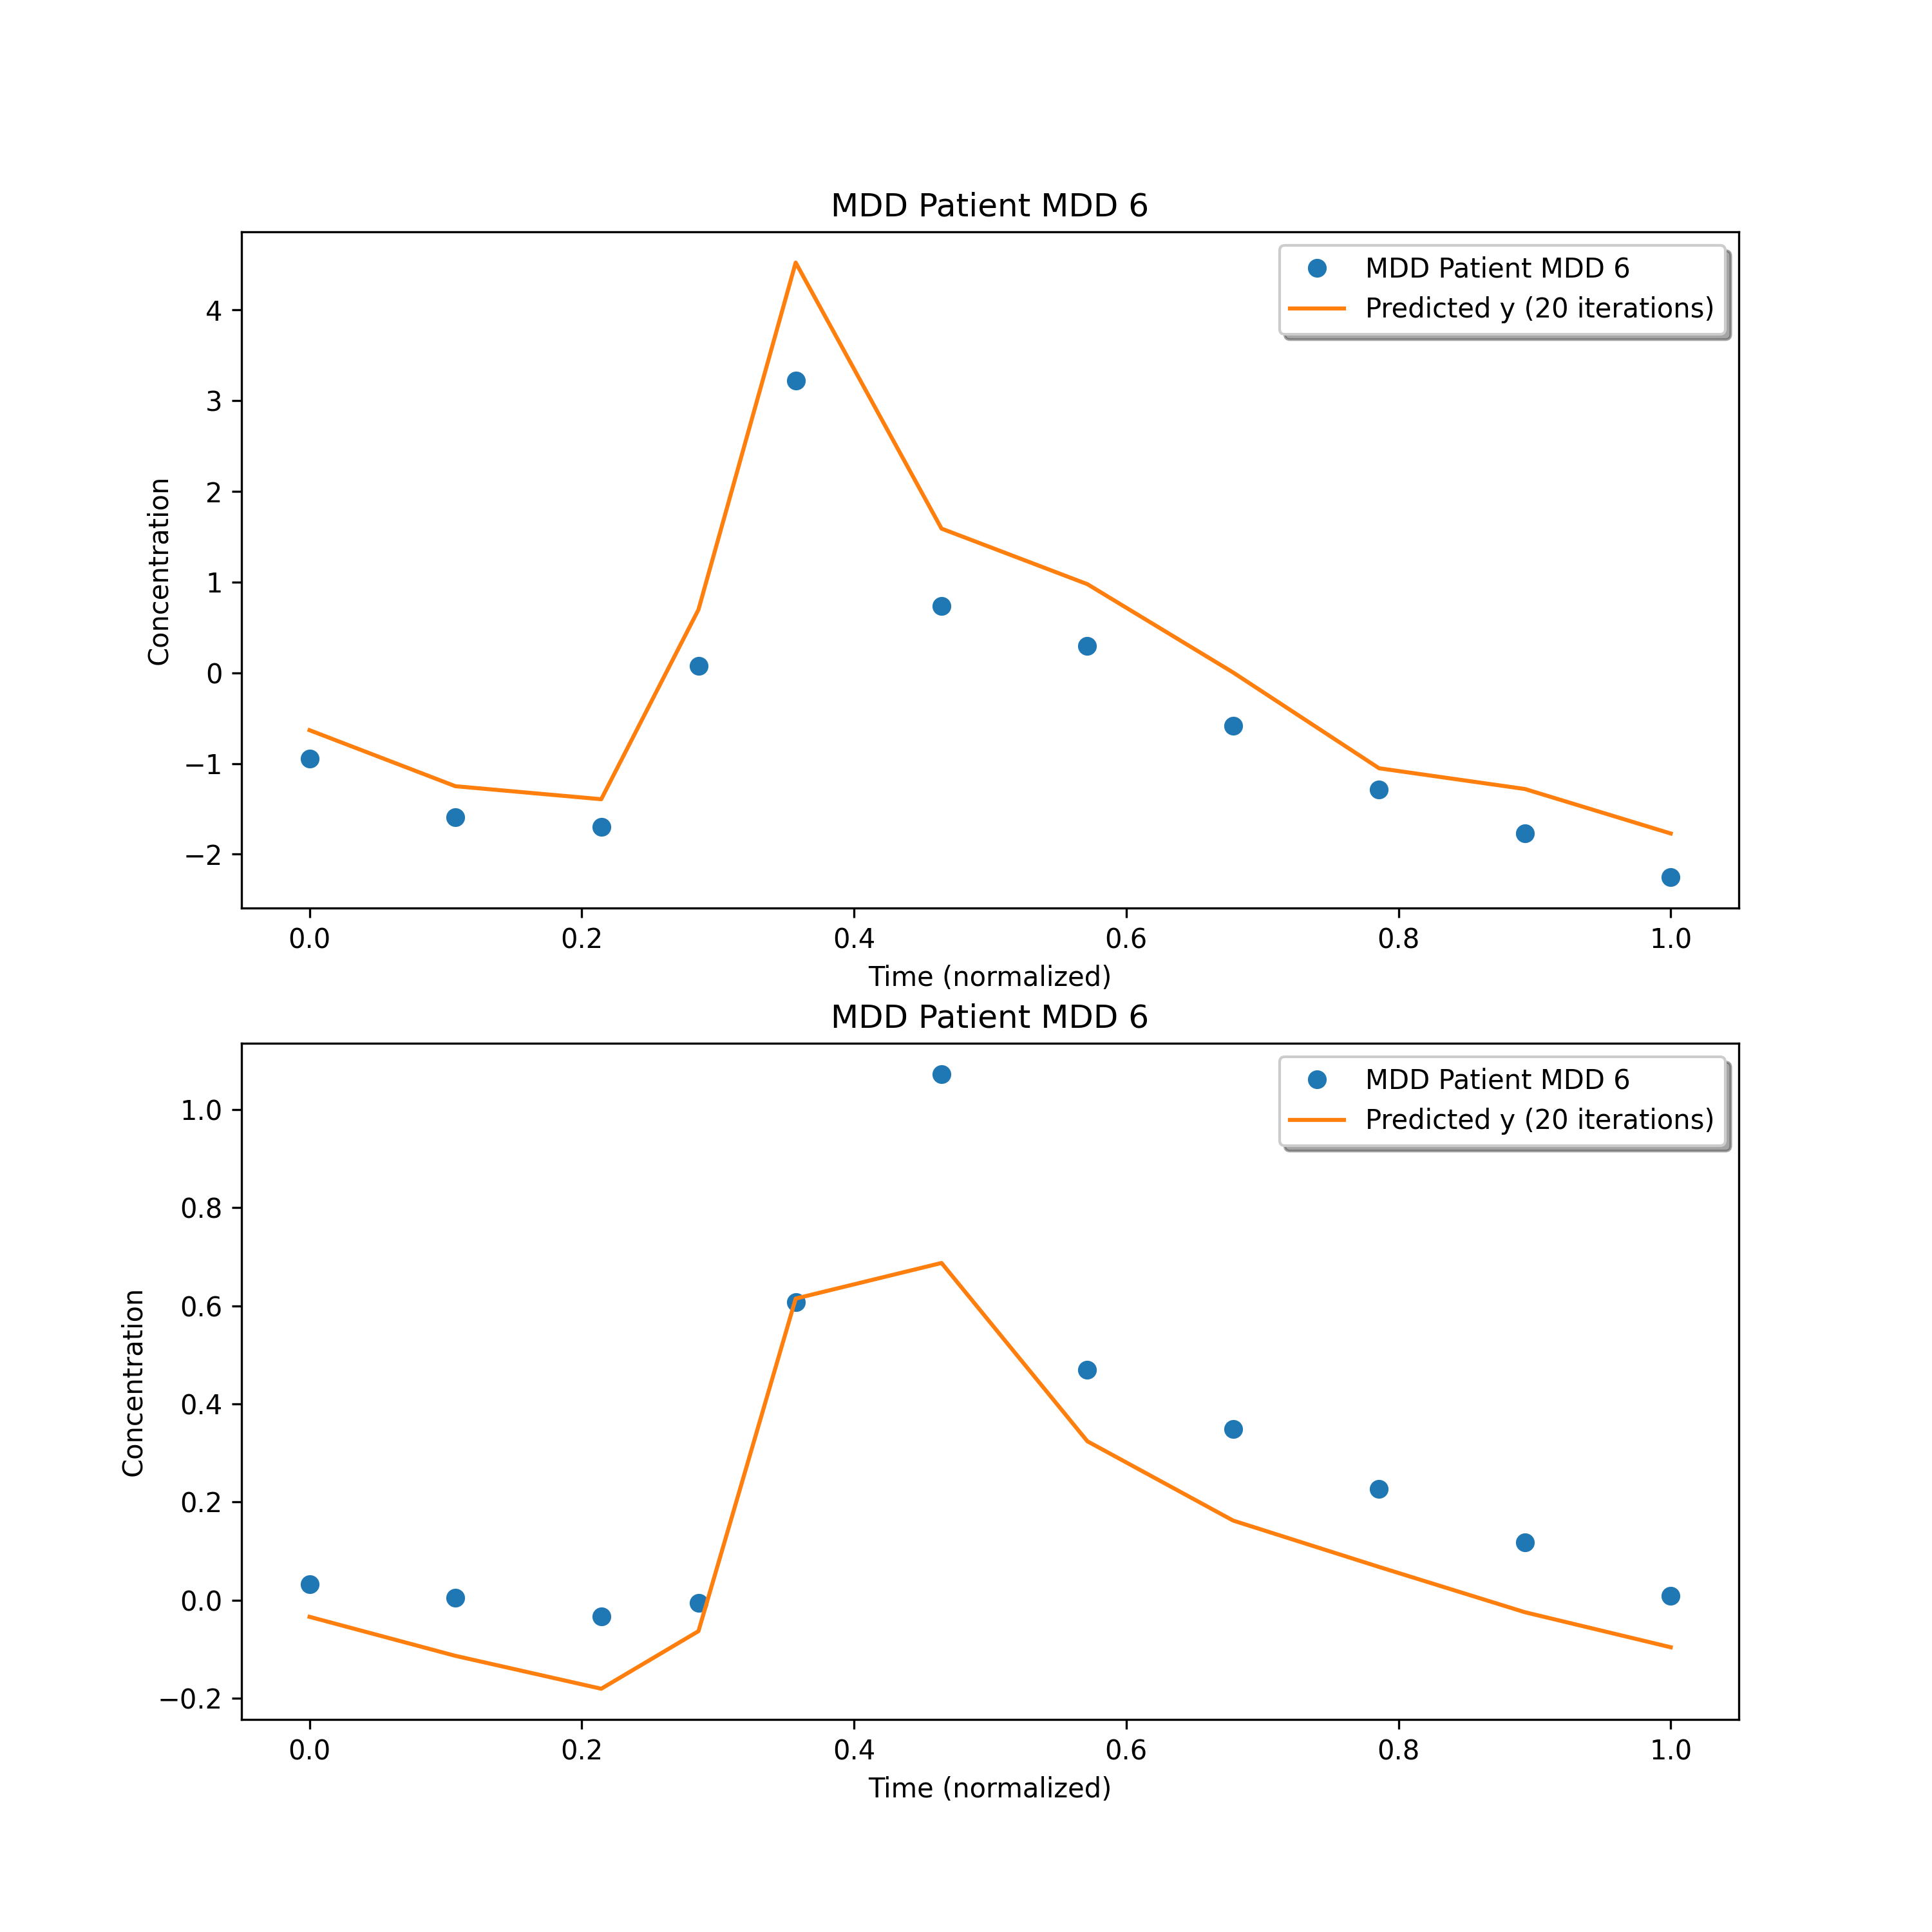 MDD Patient MDD 6
MDD Patient MDD 6
Predicted y (20 iterations)
4
3
2
1
0
−1
−2
Concentration
0.0 0.2 0.4 0.6 0.8 1.0
Time (normalized)
MDD Patient MDD 6
MDD Patient MDD 6
Predicted y (20 iterations)
1.0
0.8
0.6
0.4
0.2
0.0
−0.2
Concentration
0.0 0.2 0.4 0.6 0.8 1.0
Time (normalized)